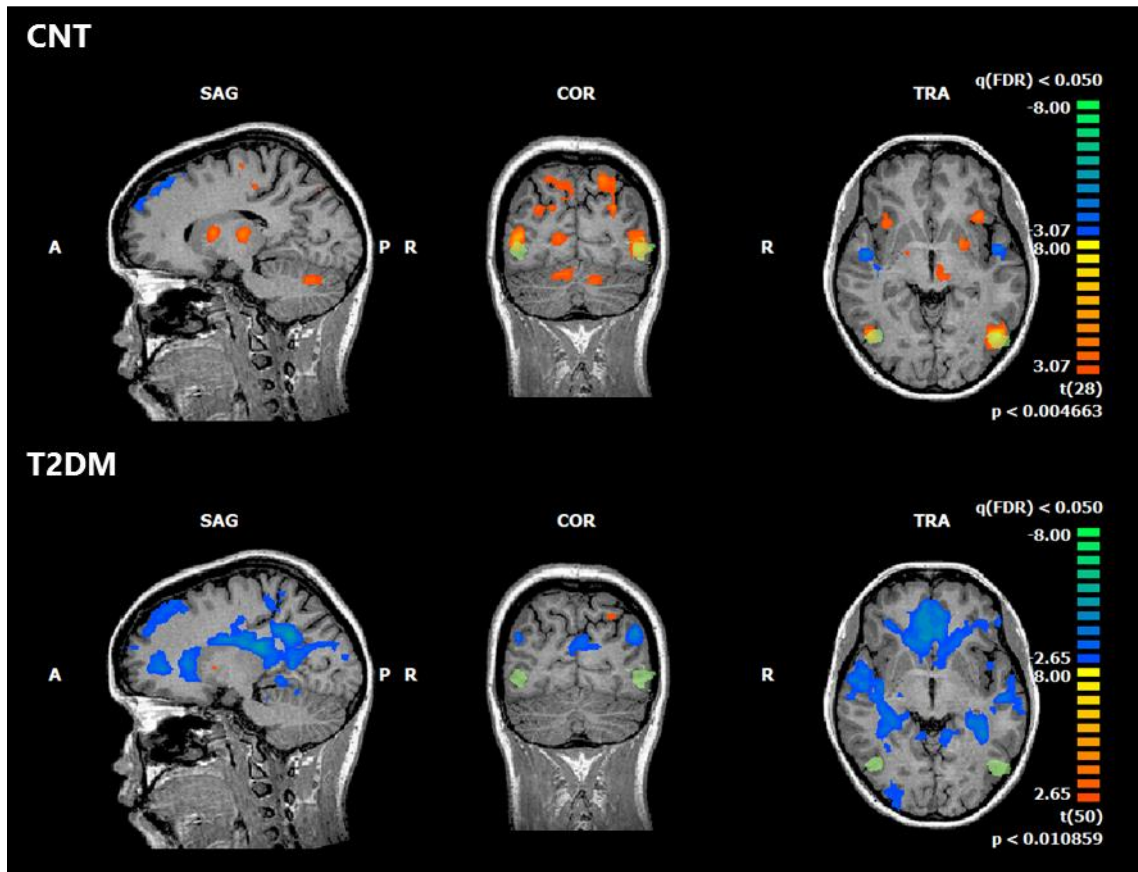 CNT
SAG
COR
TRA
q(FDR) < 0.050
-8.00
A
P
R
R
-3.07
8.00
3.07
t(28)
p < 0.004663
T2DM
SAG
COR
TRA
q(FDR) < 0.050
-8.00
A
P
R
R
-2.65
8.00
2.65
t(50)
p < 0.010859